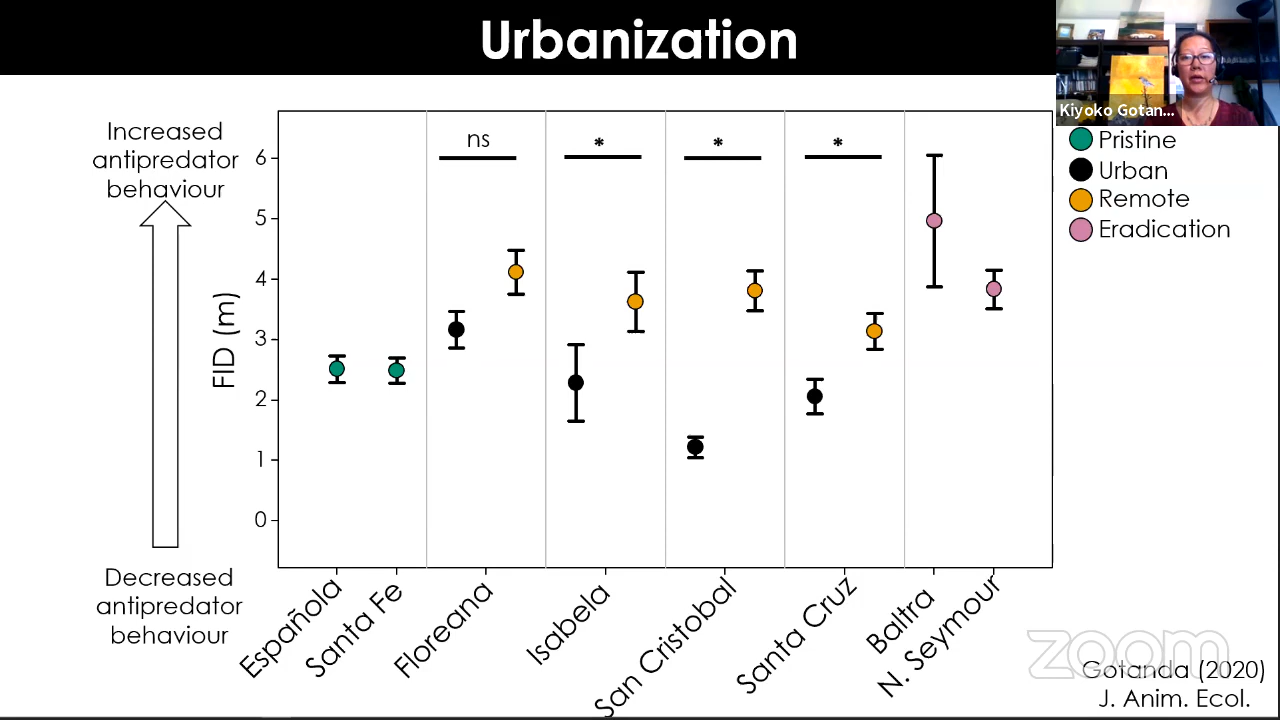 Urbanization
Kiyoko Gotan...
Increased
antipredator
behaviour
Decreased
antipredator
behaviour
FID (m)
6
5
4
3
2
1
0
ns
*
*
*
Española
Santa Fe
Floreana
Isabela
San Cristobal
Santa Cruz
Baltra
N. Seymour
Pristine
Urban
Remote
Eradication
zoom
Gotanda (2020)
J. Anim. Ecol.